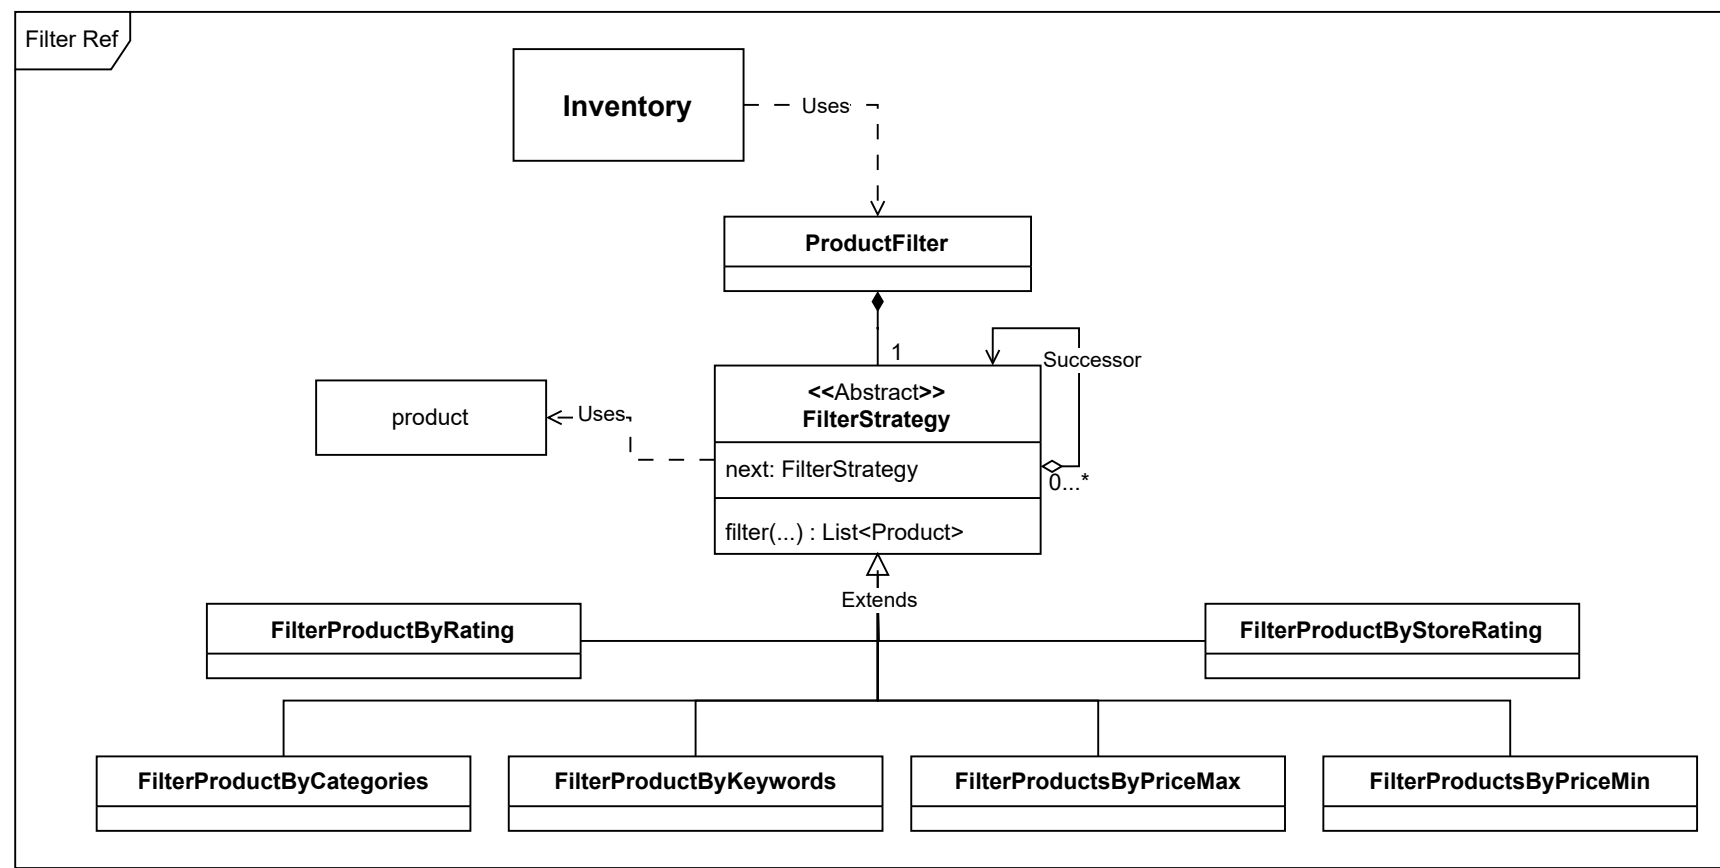 Filter Ref
Inventory
Uses
ProductFilter
1
Successor
<<Abstract>>
FilterStrategy
product
Uses
next: FilterStrategy
0...*
filter(...) : List<Product>
Extends
FilterProductByRating
FilterProductByStoreRating
FilterProductByCategories
FilterProductByKeywords
FilterProductsByPriceMax
FilterProductsByPriceMin